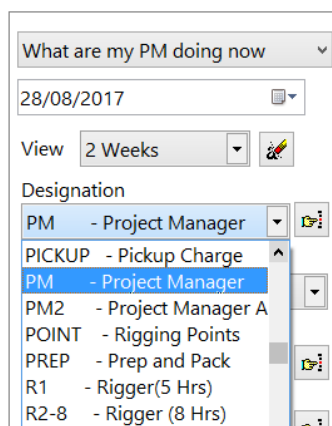 What are my PM doing now
28/08/2017
View 2 Weeks
Designation
PM - Project Manager
PICKUP - Pickup Charge
PM - Project Manager
PM2 - Project Manager A
POINT - Rigging Points
PREP - Prep and Pack
R1 - Rigger(5 Hrs)
R2-8 - Rigger (8 Hrs)